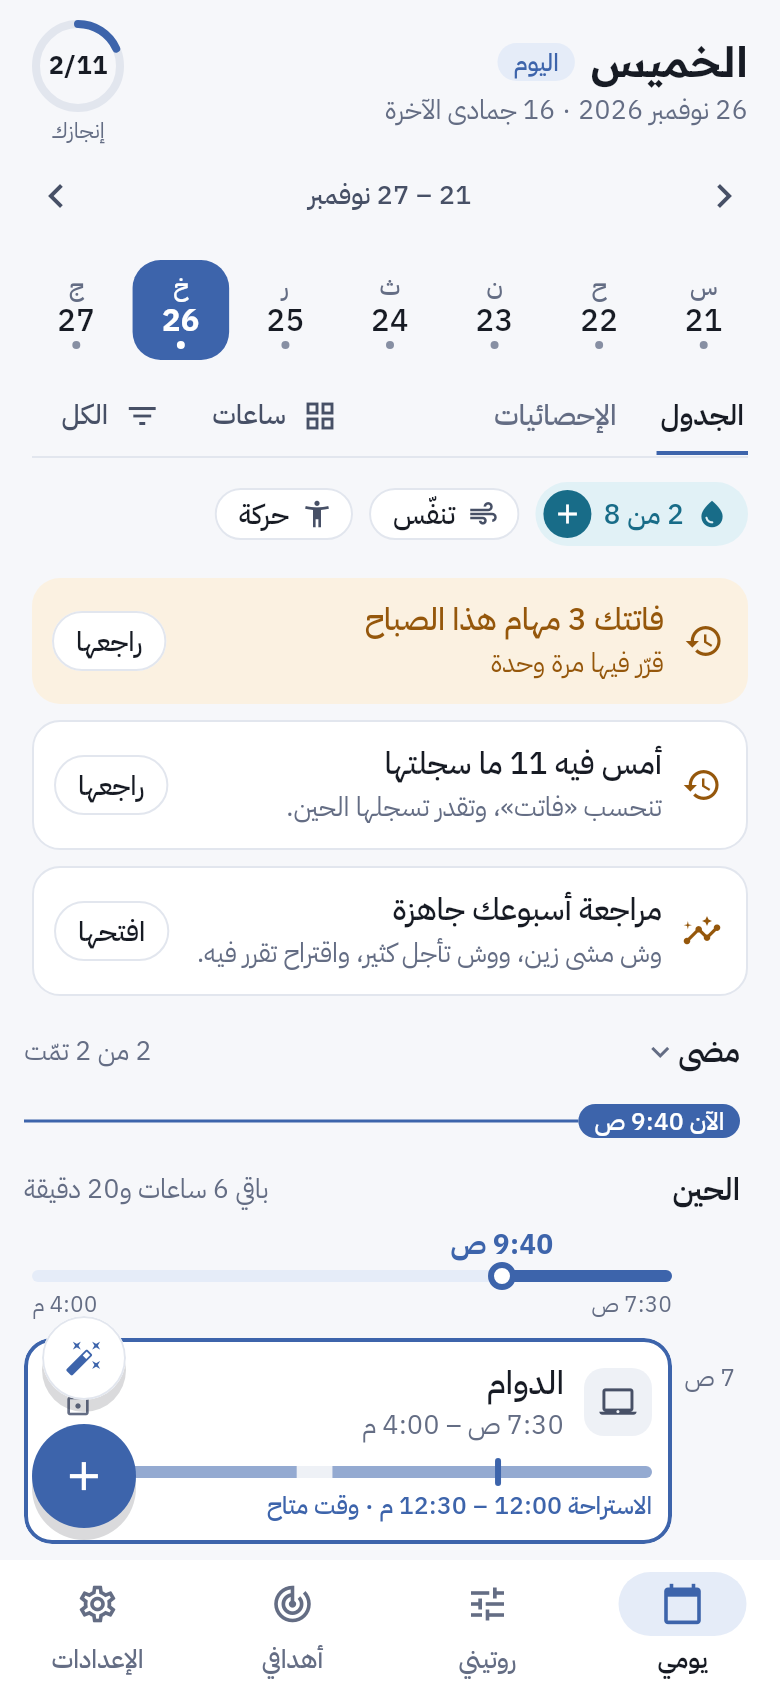 الخميس اليوم
26 نوفمبر 2026 · 16 جمادى الآخرة
2/11
إنجازك
21 – 27 نوفمبر
س ح ن ث ر خ ج
21 22 23 24 25 26 27
الجدول الإحصائيات ساعات الكل
2 من 8 تنفّس حركة
فاتتك 3 مهام هذا الصباح
قرّر فيها مرة وحدة
راجعها
أمس فيه 11 ما سجلتها
تنحسب «فاتت»، وتقدر تسجلها الحين.
راجعها
مراجعة أسبوعك جاهزة
وش مشى زين، ووش تأجل كثير، واقتراح تقرر فيه.
افتحها
مضى 2 من 2 تمّت
الآن 9:40 ص
الحين باقي 6 ساعات و20 دقيقة
9:40 ص
7:30 ص 4:00 م
7 ص
الدوام
7:30 ص – 4:00 م
الاستراحة 12:00 – 12:30 م · وقت متاح
يومي روتيني أهدافي الإعدادات